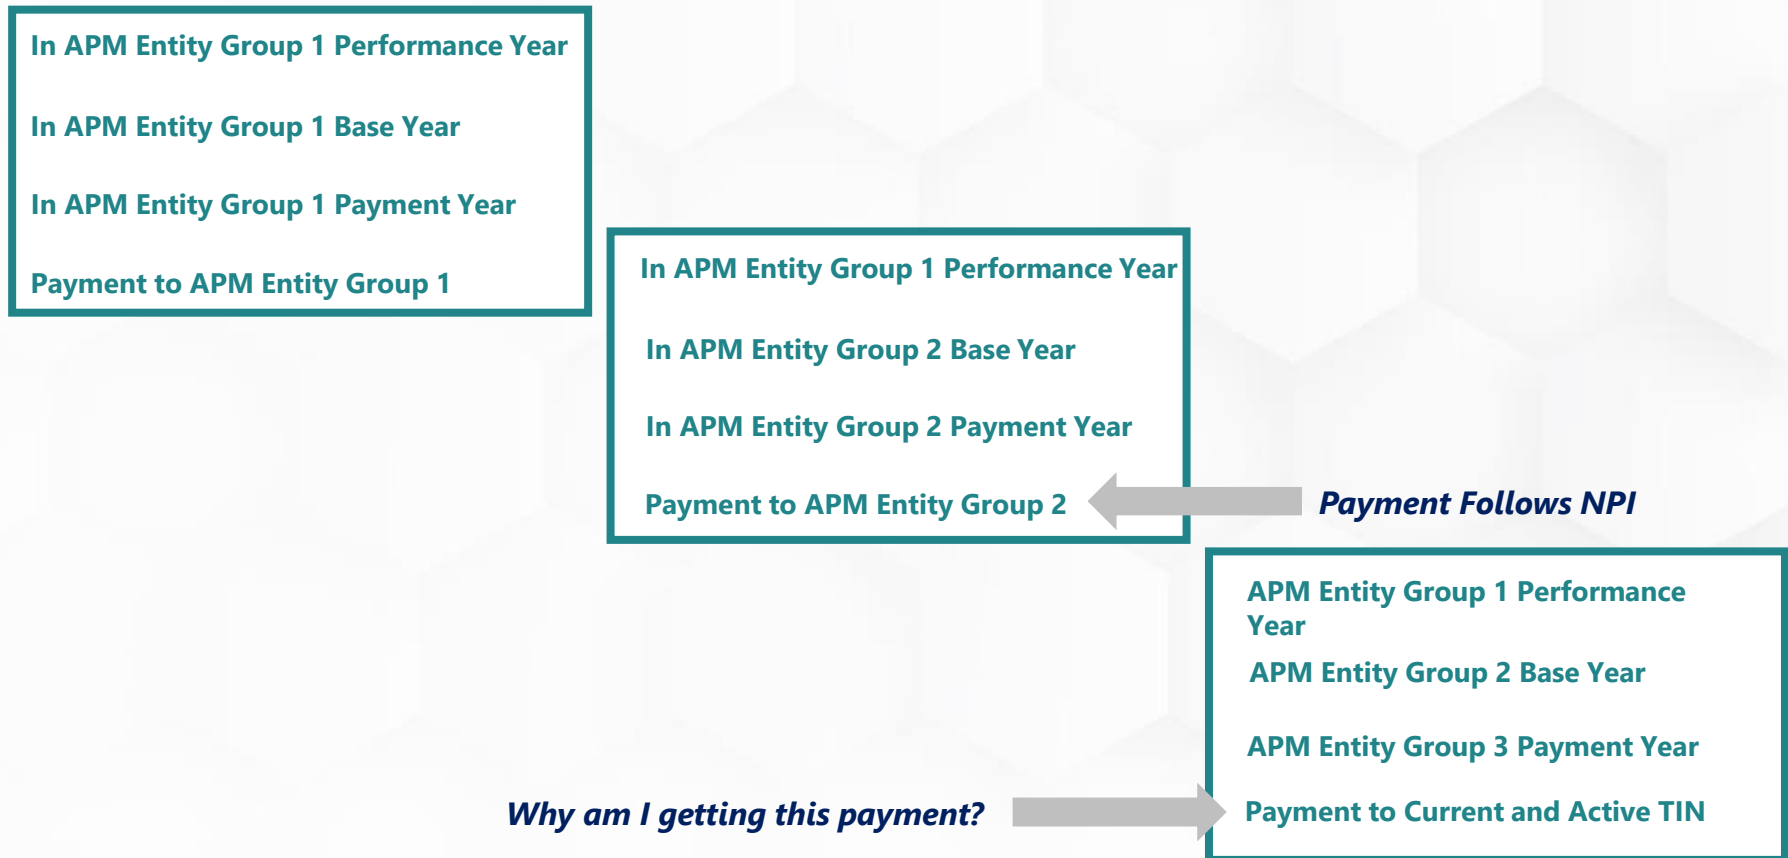 In APM Entity Group 1 Performance Year
In APM Entity Group 1 Base Year
In APM Entity Group 1 Payment Year
Payment to APM Entity Group 1
In APM Entity Group 1 Performance Year
In APM Entity Group 2 Base Year
In APM Entity Group 2 Payment Year
Payment to APM Entity Group 2
Payment Follows NPI
APM Entity Group 1 Performance
Year
APM Entity Group 2 Base Year
APM Entity Group 3 Payment Year
Why am I getting this payment?
Payment to Current and Active TIN